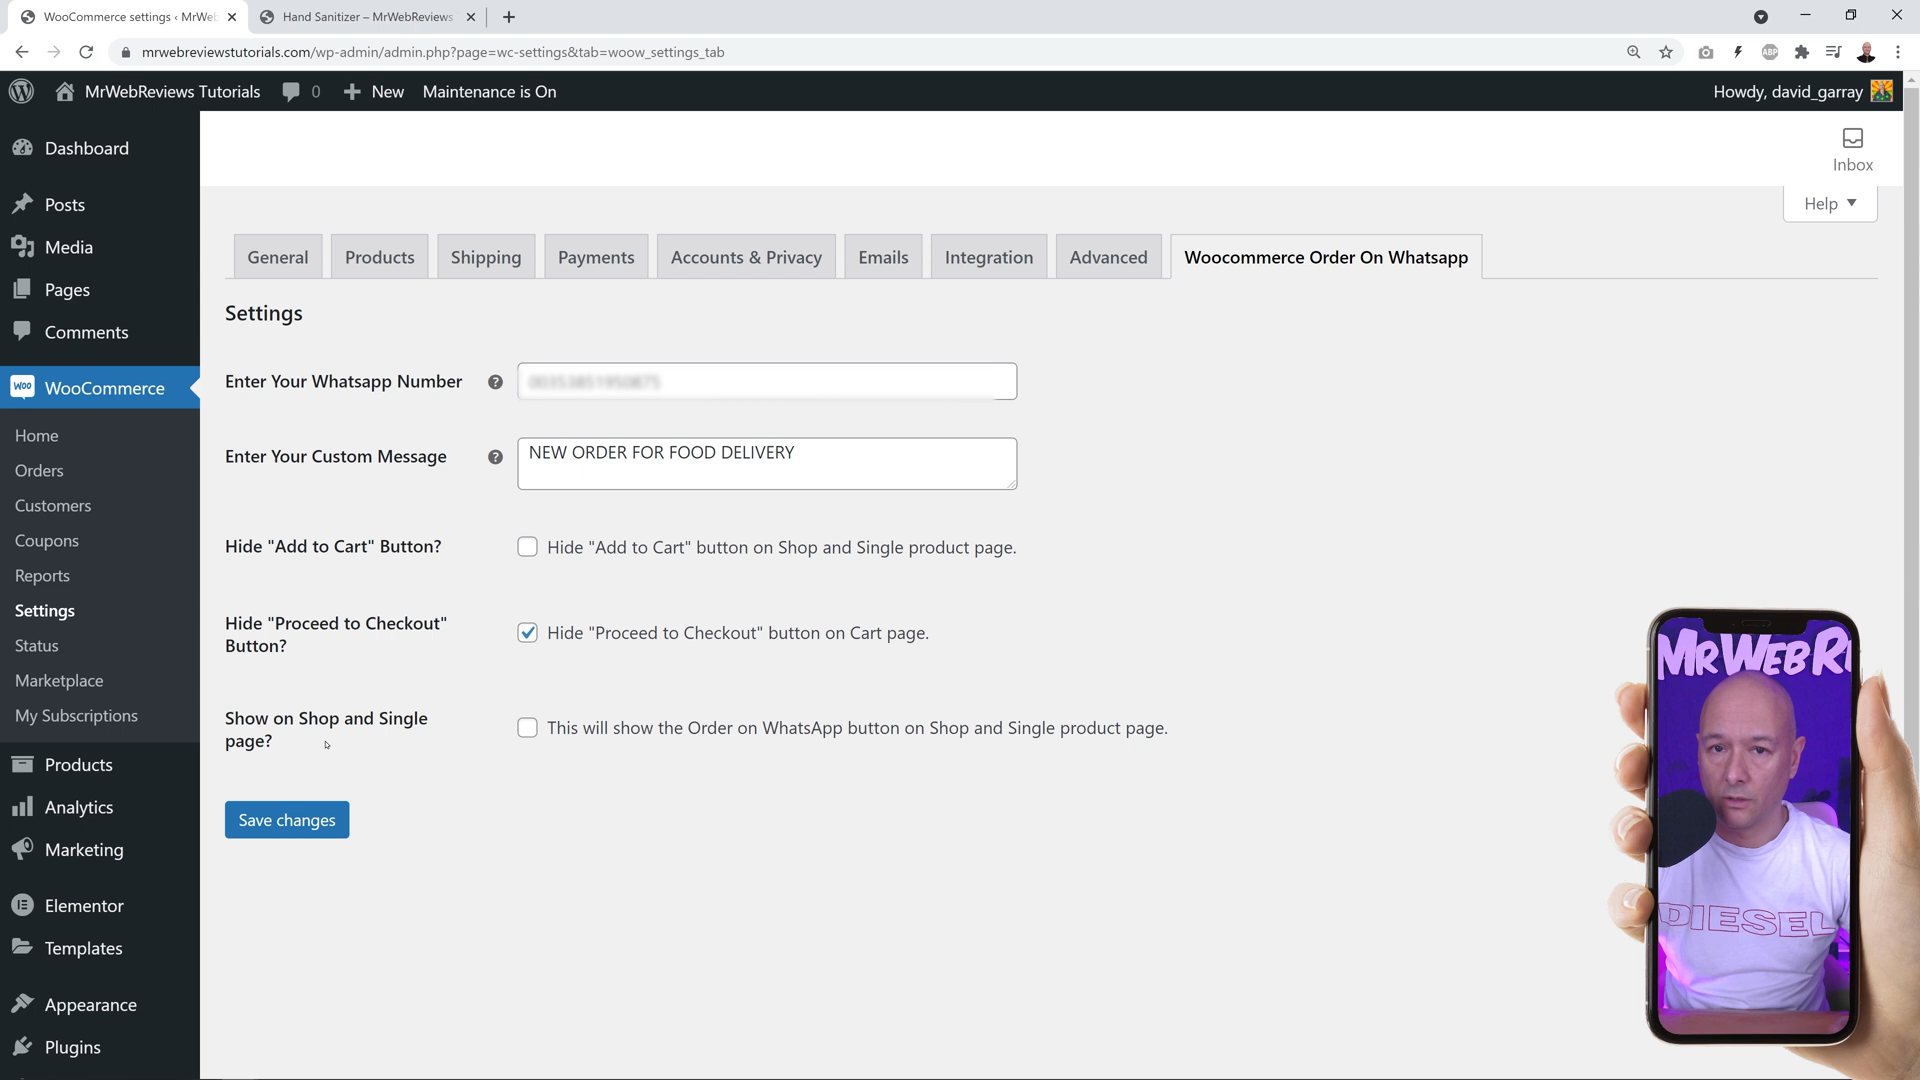 WooCommerce settings ‹ MrWeb
Hand Sanitizer – MrWebReviews
mrwebreviewstutorials.com/wp-admin/admin.php?page=wc-settings&tab=woow_settings_tab
ABP
MrWebReviews Tutorials
0
New
Maintenance is On
Howdy, david_garray
Dashboard
Inbox
Posts
Help
Media
General
Products
Shipping
Payments
Accounts & Privacy
Emails
Integration
Advanced
Woocommerce Order On Whatsapp
Pages
Settings
Comments
Enter Your Whatsapp Number
Woo
WooCommerce
Home
Enter Your Custom Message
NEW ORDER FOR FOOD DELIVERY
Orders
Customers
Coupons
Hide "Add to Cart" Button?
Hide "Add to Cart" button on Shop and Single product page.
Reports
Settings
Hide "Proceed to Checkout"
Button?
Hide "Proceed to Checkout" button on Cart page.
Status
Marketplace
My Subscriptions
Show on Shop and Single
page?
This will show the Order on WhatsApp button on Shop and Single product page.
Products
Analytics
Save changes
Marketing
Elementor
Templates
Appearance
Plugins
MrWebR
DIESEL